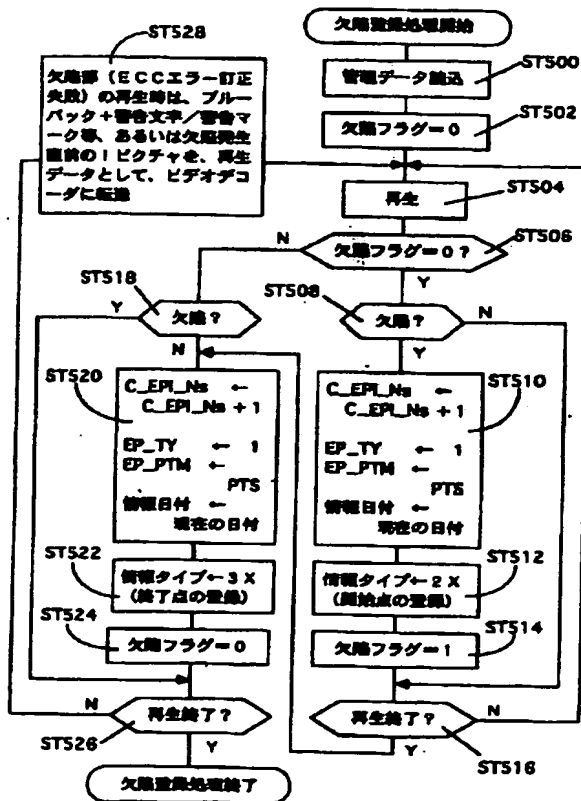 欠陥登録処理開始
ST528
ST500
管理データ読込
欠陥部(ECCエラー訂正
失敗)の再生時は、ブルー
バック+警告文字/警告マ
ーク等、あるいは欠陥発生
直前のIピクチャを、再生
データとして、ビデオデコ
ーダに転送
ST502
欠陥フラグ=0
ST504
再生
ST506
欠陥フラグ=0?
N
Y
ST518
欠陥?
Y
N
ST508
欠陥?
N
Y
ST520
C_EPI_Ns ←
C_EPI_Ns + 1
EP_TY ← 1
EP_PTM ←
PTS
情報日付 ←
現在の日付
ST510
C_EPI_Ns ←
C_EPI_Ns + 1
EP_TY ← 1
EP_PTM ←
PTS
情報日付 ←
現在の日付
ST522
情報タイプ←3X
(終了点の登録)
ST512
情報タイプ←2X
(開始点の登録)
ST524
欠陥フラグ=0
ST514
欠陥フラグ=1
N
再生終了?
ST526
Y
再生終了?
N
ST516
Y
欠陥登録処理終了